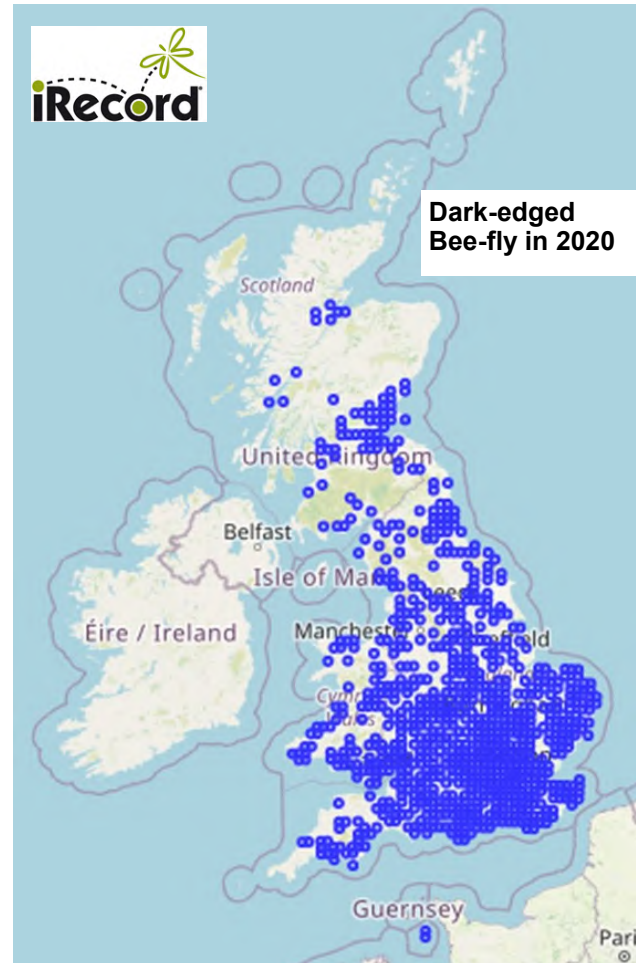 iRecord
Dark-edged
Bee-fly in 2020
Scotland
United Kingdom
Belfast
Isle of Man
Éire / Ireland
Manchester
Guernsey